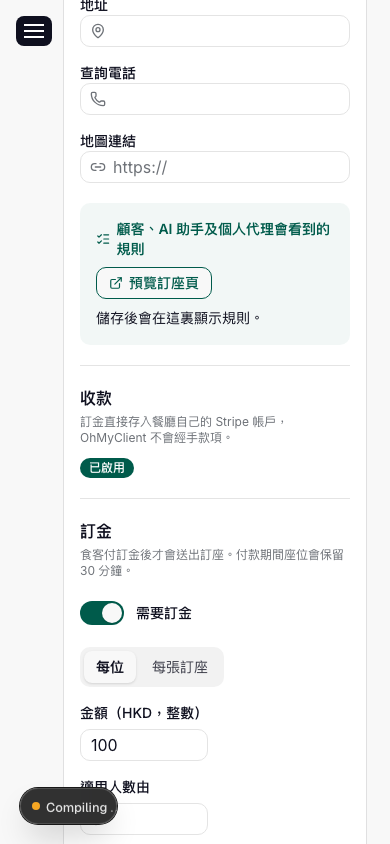 地址
查詢電話
地圖連結
https://
顧客、AI 助手及個人代理會看到的
規則
預覽訂座頁
儲存後會在這裏顯示規則。
收款
訂金直接存入餐廳自己的 Stripe 帳戶，
OhMyClient 不會經手款項。
已啟用
訂金
食客付訂金後才會送出訂座。付款期間座位會保留
30 分鐘。
需要訂金
每位
每張訂座
金額（HKD，整數）
100
適用人數由
Compiling